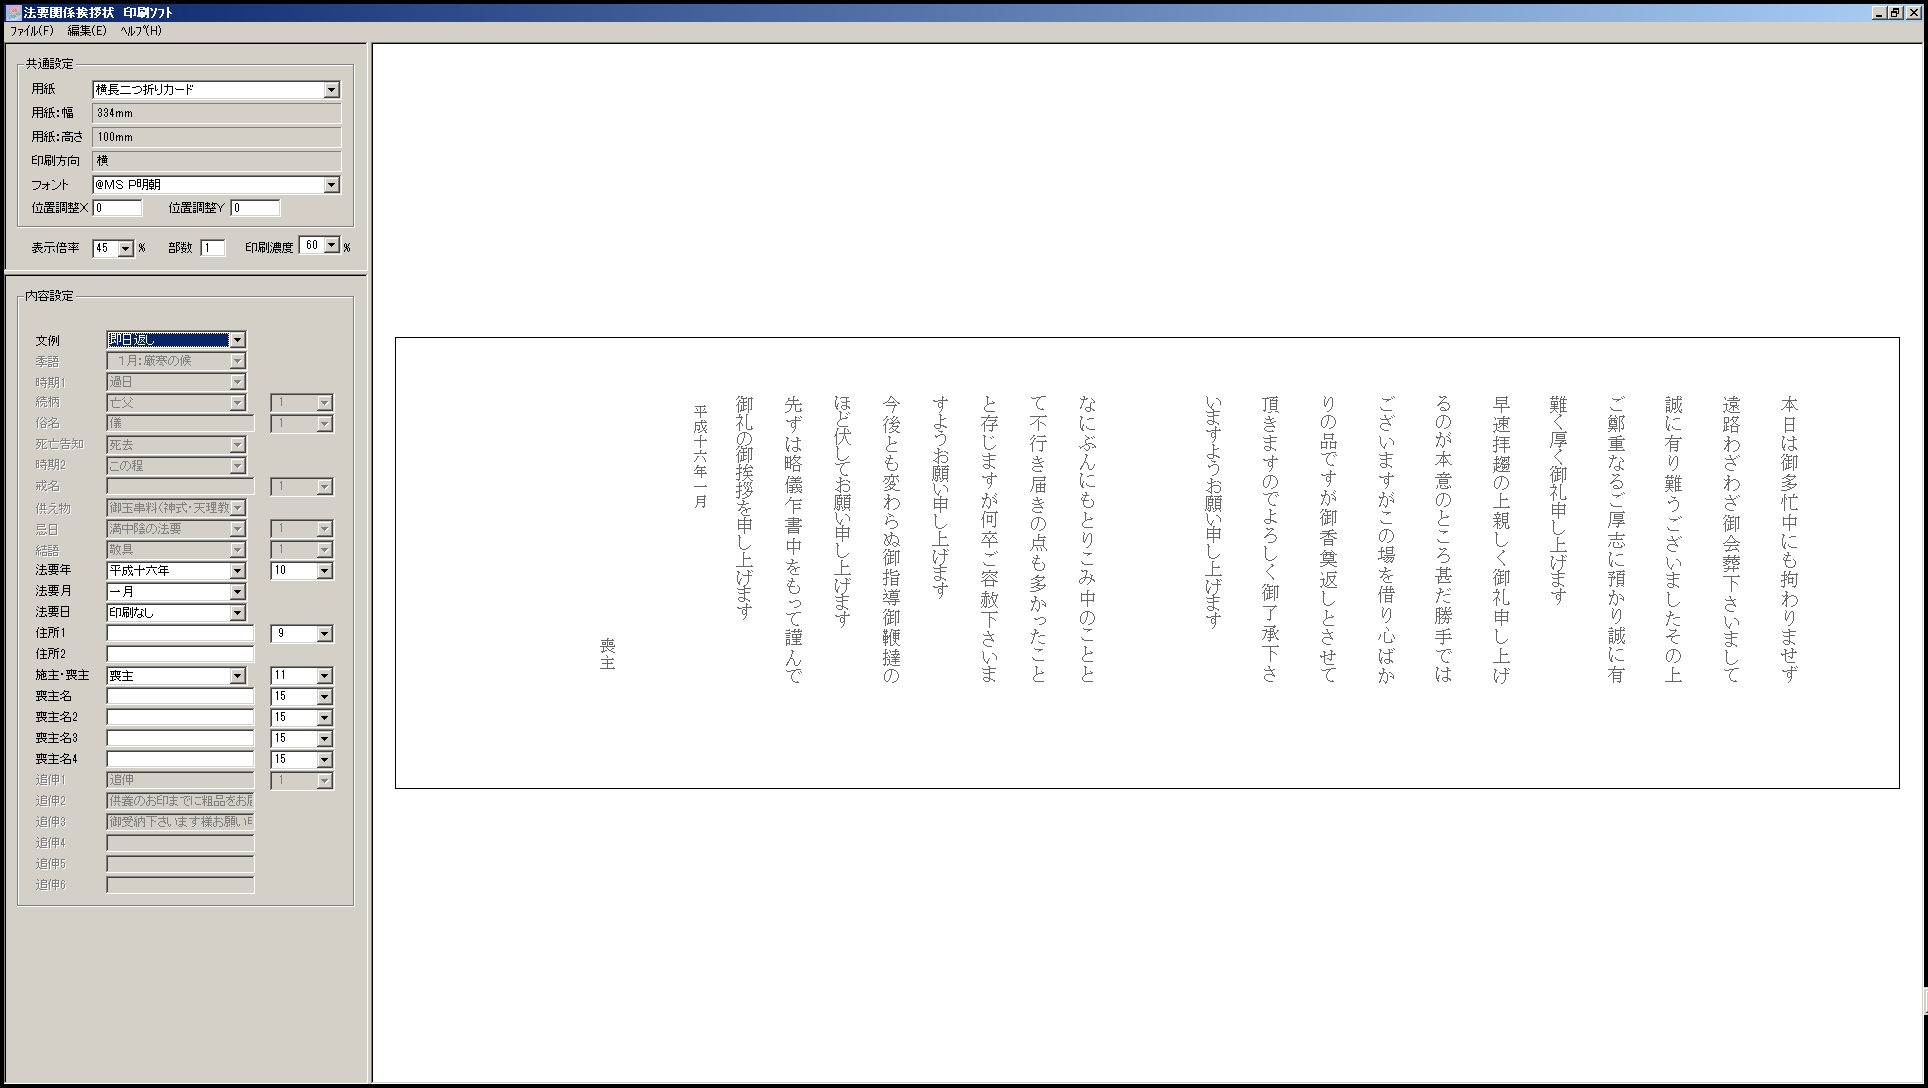 法要関係挨拶状 印刷ソフト
ファイル(F) 編集(E) ヘルプ(H)
共通設定
用紙 横長二つ折りカード
用紙:幅 334mm
用紙:高さ 100mm
印刷方向 横
フォント @MS P明朝
位置調整X 0 位置調整Y 0
表示倍率 45 % 部数 1 印刷濃度 60 %
内容設定
文例 即日返し
季語 1月:厳寒の候
時期1 過日
続柄 亡父 1
俗名 儀 1
死亡告知 死去
時期2 この程
戒名 1
供え物 御玉串料(神式・天理教
忌日 満中陰の法要 1
結語 敬具 1
法要年 平成十六年 10
法要月 一月
法要日 印刷なし
住所1 9
住所2
施主・喪主 喪主 11
喪主名 15
喪主名2 15
喪主名3 15
喪主名4 15
追伸1 追伸 1
追伸2 供養のお印までに粗品をお
追伸3 御受納下さいます様お願い
追伸4
追伸5
追伸6
本日は御多忙中にも拘わりませず
遠路わざわざ御会葬下さいまして
誠に有り難うございましたその上
ご鄭重なるご厚志に預かり誠に有
難く厚く御礼申し上げます
早速拝趨の上親しく御礼申し上げ
るのが本意のところ甚だ勝手では
ございますがこの場を借り心ばか
りの品ですが御香奠返しとさせて
頂きますのでよろしく御了承下さ
いますようお願い申し上げます
なにぶんにもとりこみ中のことと
て不行き届きの点も多かったこと
と存じますが何卒ご容赦下さいま
すようお願い申し上げます
今後とも変わらぬ御指導御鞭撻の
ほど伏してお願い申し上げます
先ずは略儀乍書中をもって謹んで
御礼の御挨拶を申し上げます
平成十六年一月
喪主